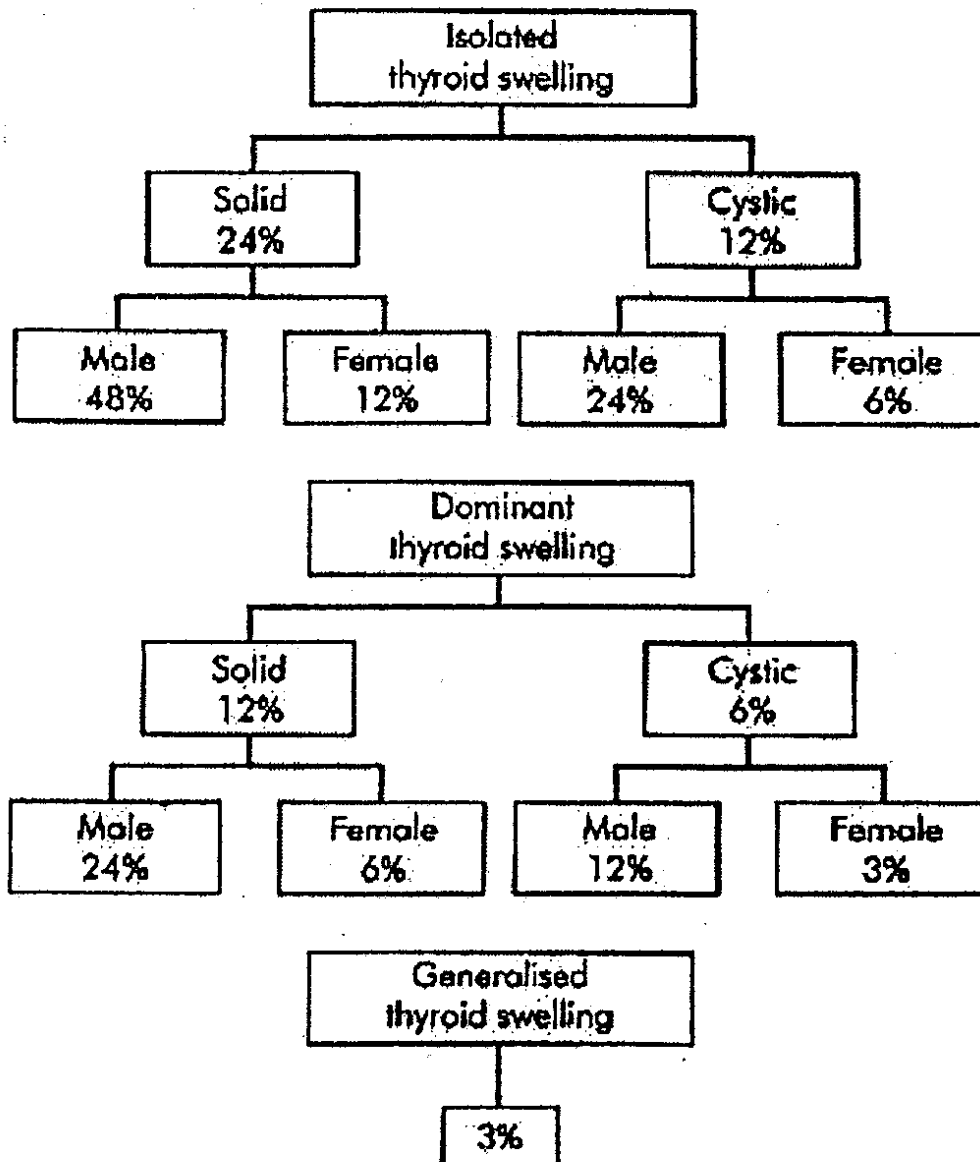 Isolated
thyroid swelling
Solid
24%
Cystic
12%
Male
48%
Female
12%
Male
24%
Female
6%
Dominant
thyroid swelling
Solid
12%
Cystic
6%
Male
24%
Female
6%
Male
12%
Female
3%
Generalised
thyroid swelling
3%